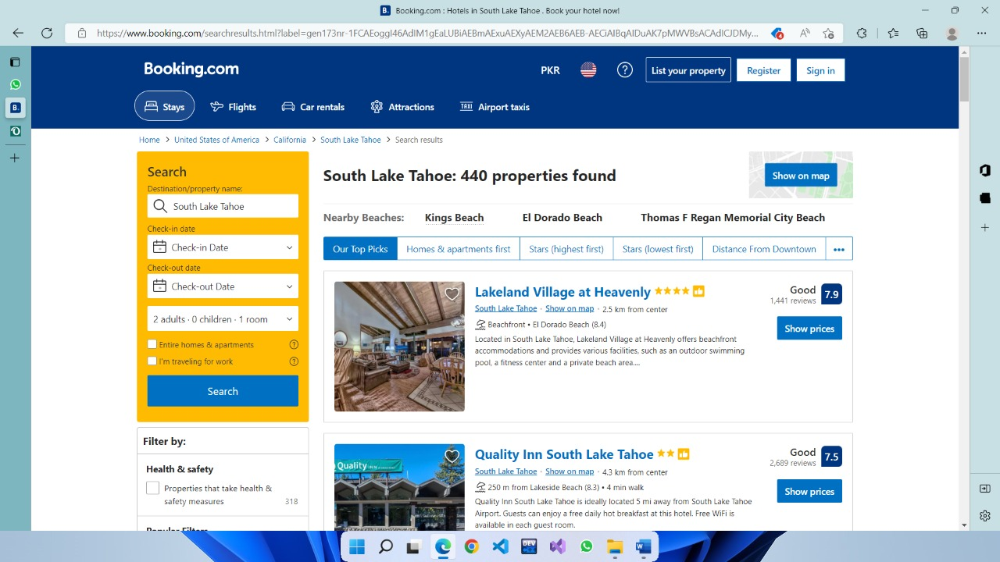 Booking.com : Hotels in South Lake Tahoe . Book your hotel now!
https://www.booking.com/searchresults.html?label=gen173nr-1FCAEoggI46AdIM1gEaLUBiAEBmAExuAEXyAEM2AEB6AEB-AECiAIBqAIDuAK7pMWVBsACAdICJDMy...
4
Booking.com
PKR
List your property
Register
Sign in
Stays
Flights
Car rentals
Attractions
TAXI
Airport taxis
Home > United States of America > California > South Lake Tahoe > Search results
Search
Destination/property name:
South Lake Tahoe
Check-in date
Check-in Date
Check-out date
Check-out Date
2 adults · 0 children · 1 room
Entire homes & apartments
I'm traveling for work
Search
Filter by:
Health & safety
Properties that take health &
safety measures 318
Popular Filters
South Lake Tahoe: 440 properties found
Show on map
Nearby Beaches: Kings Beach El Dorado Beach Thomas F Regan Memorial City Beach
Our Top Picks
Homes & apartments first
Stars (highest first)
Stars (lowest first)
Distance From Downtown
Lakeland Village at Heavenly
South Lake Tahoe · Show on map · 2.5 km from center
Beachfront • El Dorado Beach (8.4)
Located in South Lake Tahoe, Lakeland Village at Heavenly offers beachfront
accommodations and provides various facilities, such as an outdoor swimming
pool, a fitness center and a private beach area....
Good
1,441 reviews
7.9
Show prices
Quality
Quality Inn South Lake Tahoe
South Lake Tahoe · Show on map · 4.3 km from center
250 m from Lakeside Beach (8.3) • 4 min walk
Quality Inn South Lake Tahoe is ideally located 5 mi away from South Lake Tahoe
Airport. Guests can enjoy a free daily hot breakfast at this hotel. Free WiFi is
available in each guest room.
Good
2,689 reviews
7.5
Show prices
DEV